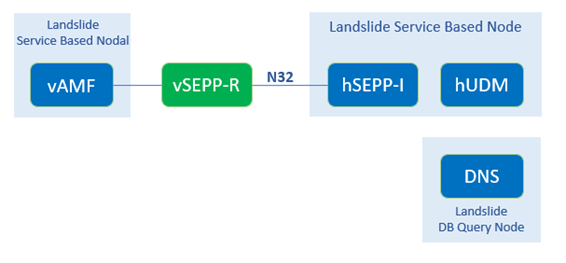 Landslide
Service Based Nodal
vAMF
vSEPP-R
N32
Landslide Service Based Node
hSEPP-I
hUDM
DNS
Landslide
DB Query Node